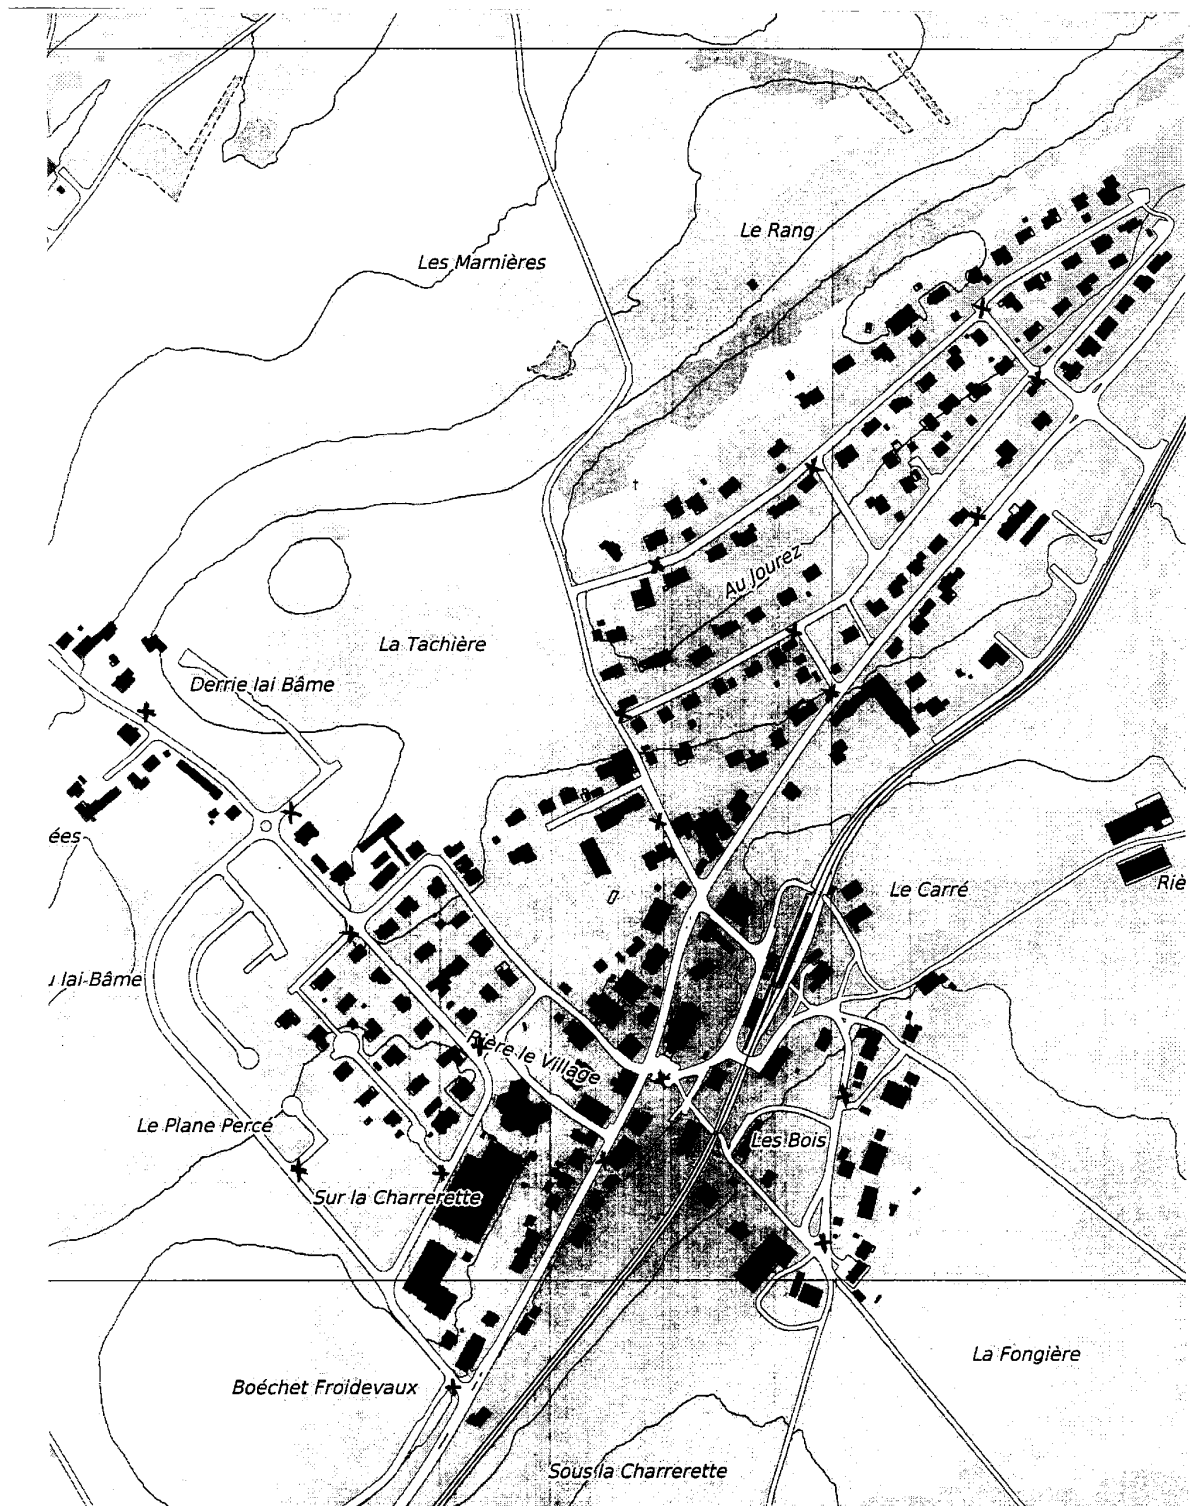 Le Rang
Les Marnières
Au Jourez
La Tachière
Derrie lai Bâme
ées
Le Carré
Riè
lai-Bâme
Rière le Village
Le Plane Percé
Les Bois
Sur la Charrerette
La Fongière
Boéchet Froidevaux
Sous la Charrerette